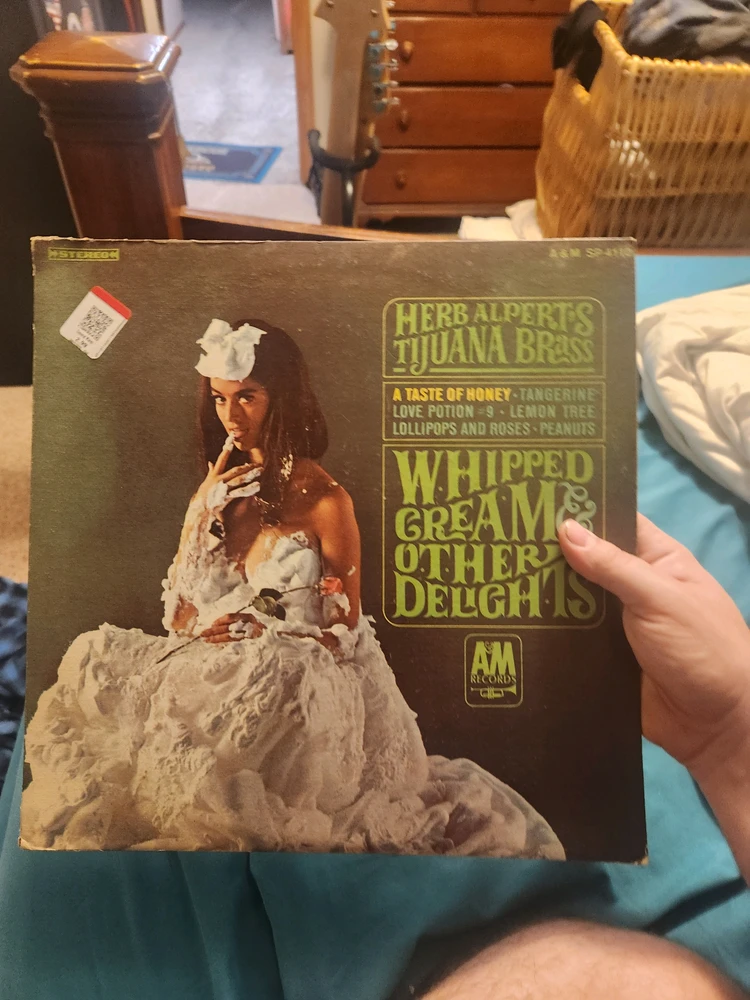 STEREO
A&M SP-4110
HERB ALPERT'S
TIJUANA BRASS
A TASTE OF HONEY · TANGERINE
LOVE POTION #9 · LEMON TREE
LOLLIPOPS AND ROSES · PEANUTS
WHIPPED
CREAM &
OTHER
DELIGHTS
A&M
RECORDS